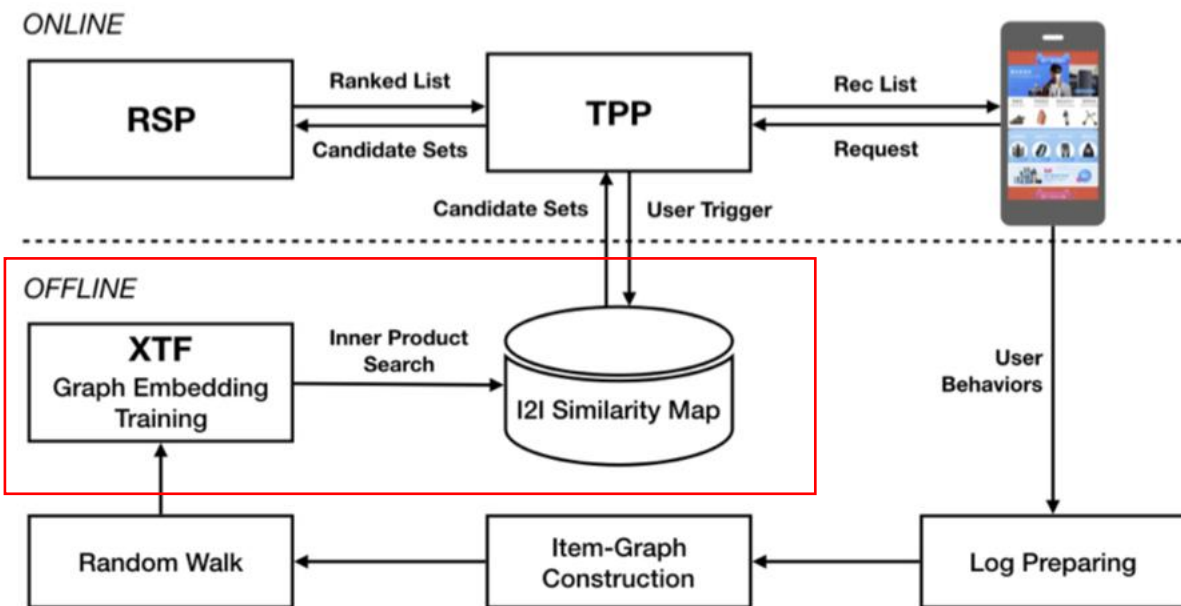 ONLINE
RSP
Ranked List
Candidate Sets
TPP
Rec List
Request
Candidate Sets
User Trigger
OFFLINE
XTF
Graph Embedding
Training
Inner Product
Search
I2I Similarity Map
User
Behaviors
Random Walk
Item-Graph
Construction
Log Preparing